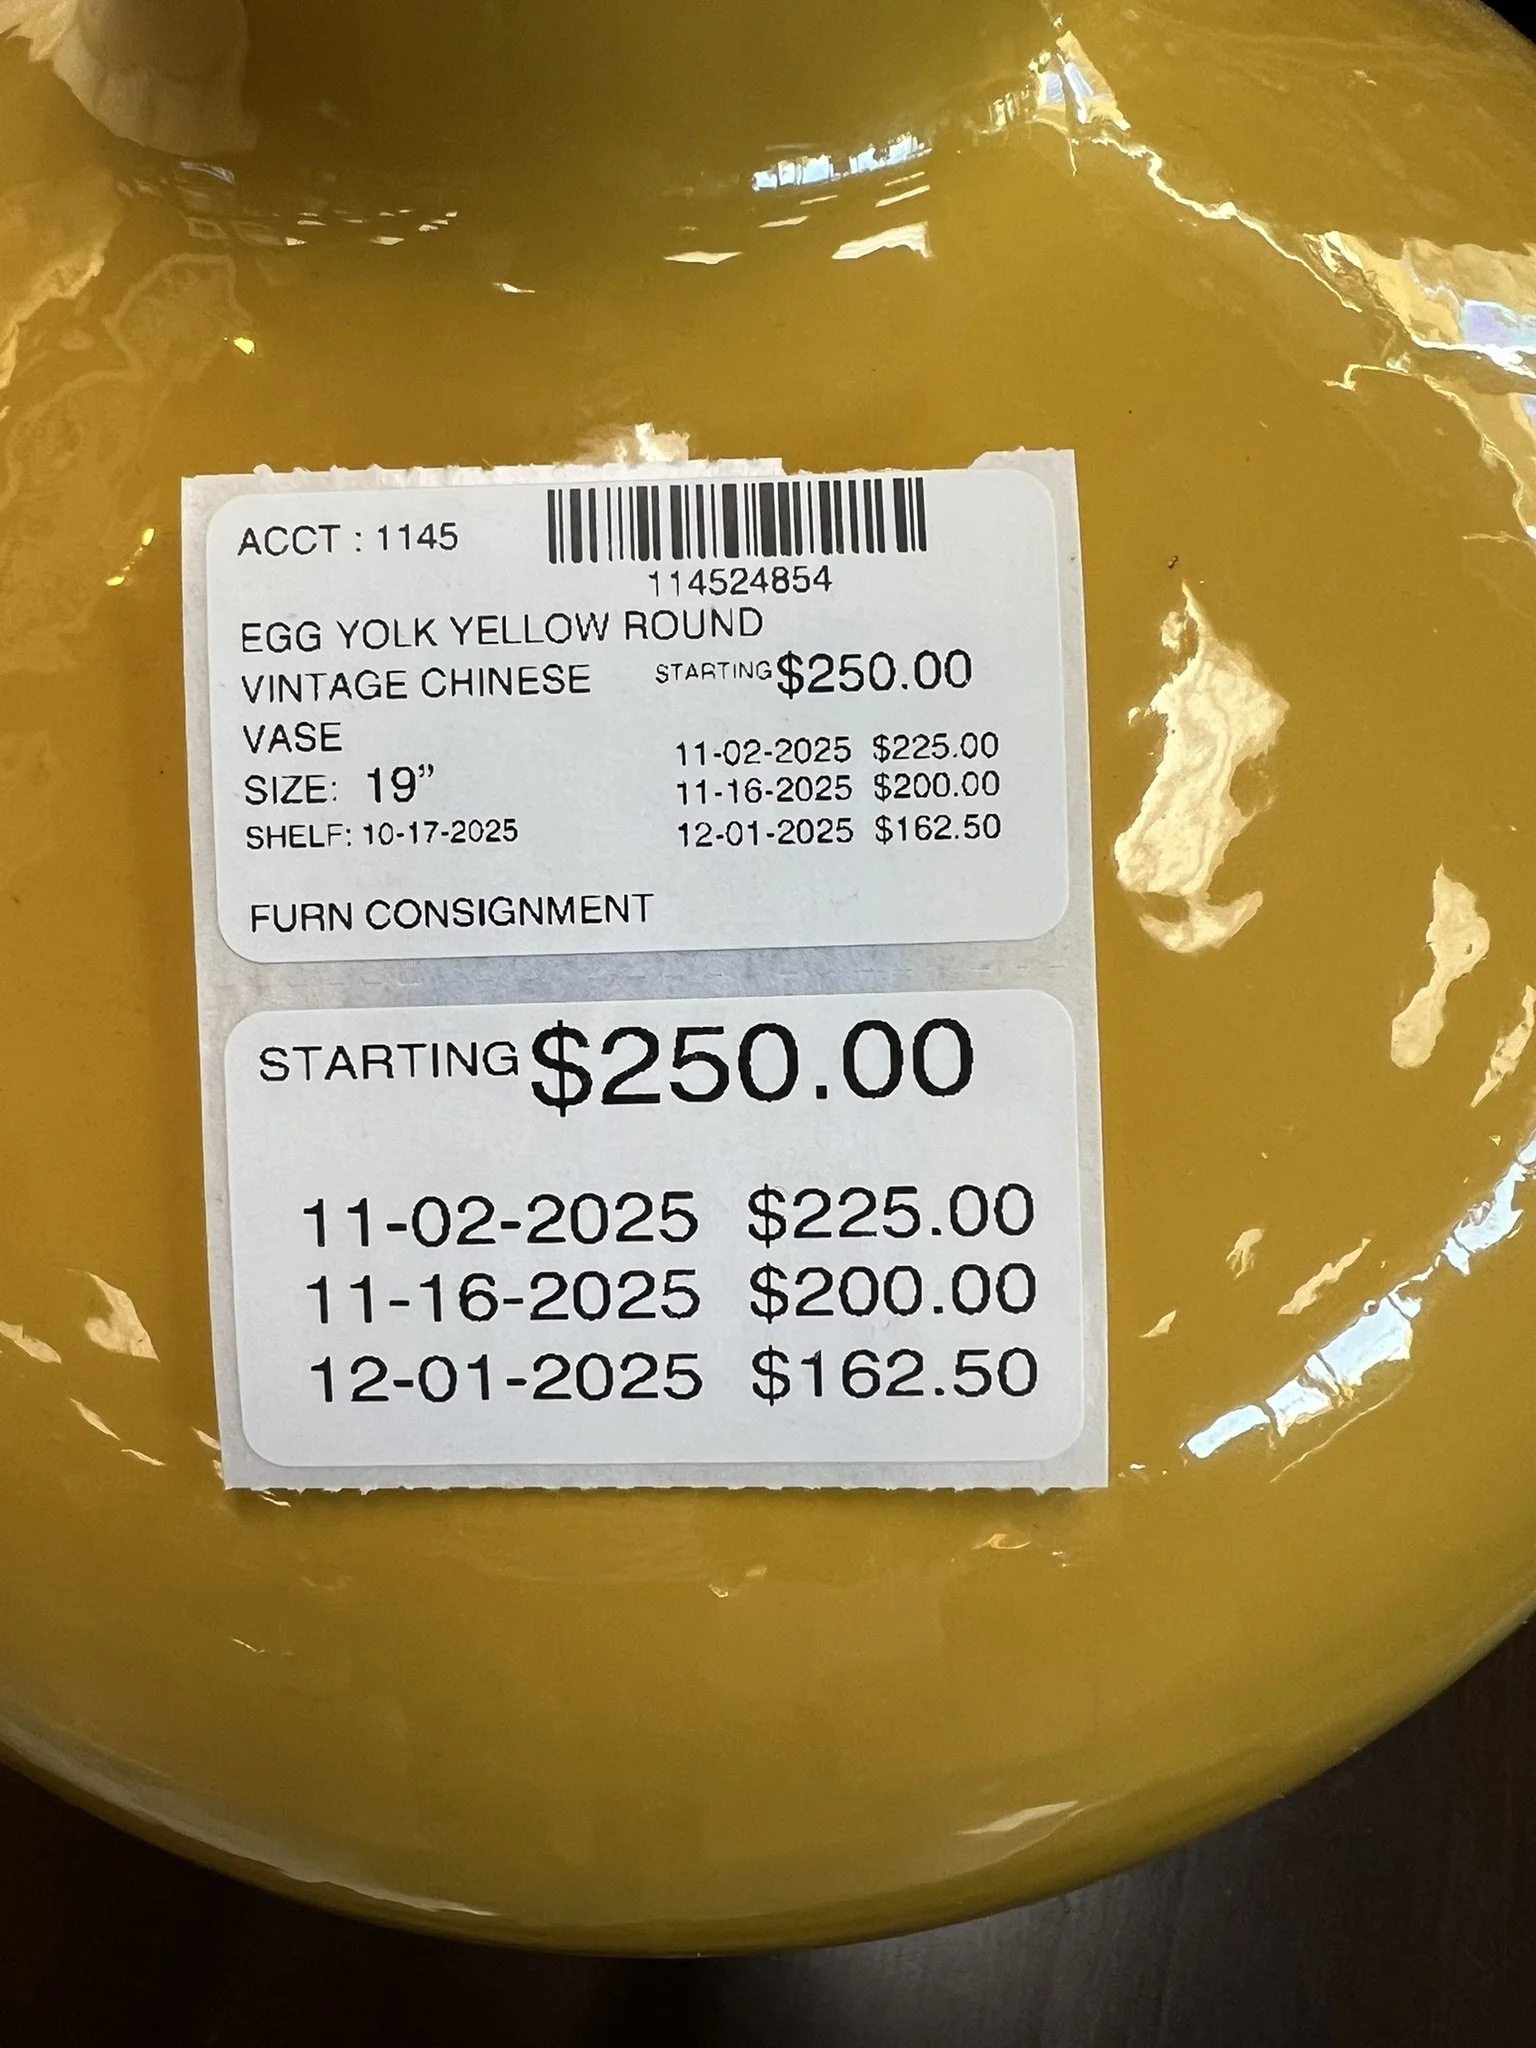 ACCT : 1145
114524854
EGG YOLK YELLOW ROUND
VINTAGE CHINESE
STARTING $250.00
VASE
11-02-2025 $225.00
SIZE: 19”
11-16-2025 $200.00
SHELF: 10-17-2025
12-01-2025 $162.50
FURN CONSIGNMENT
STARTING $250.00
11-02-2025 $225.00
11-16-2025 $200.00
12-01-2025 $162.50